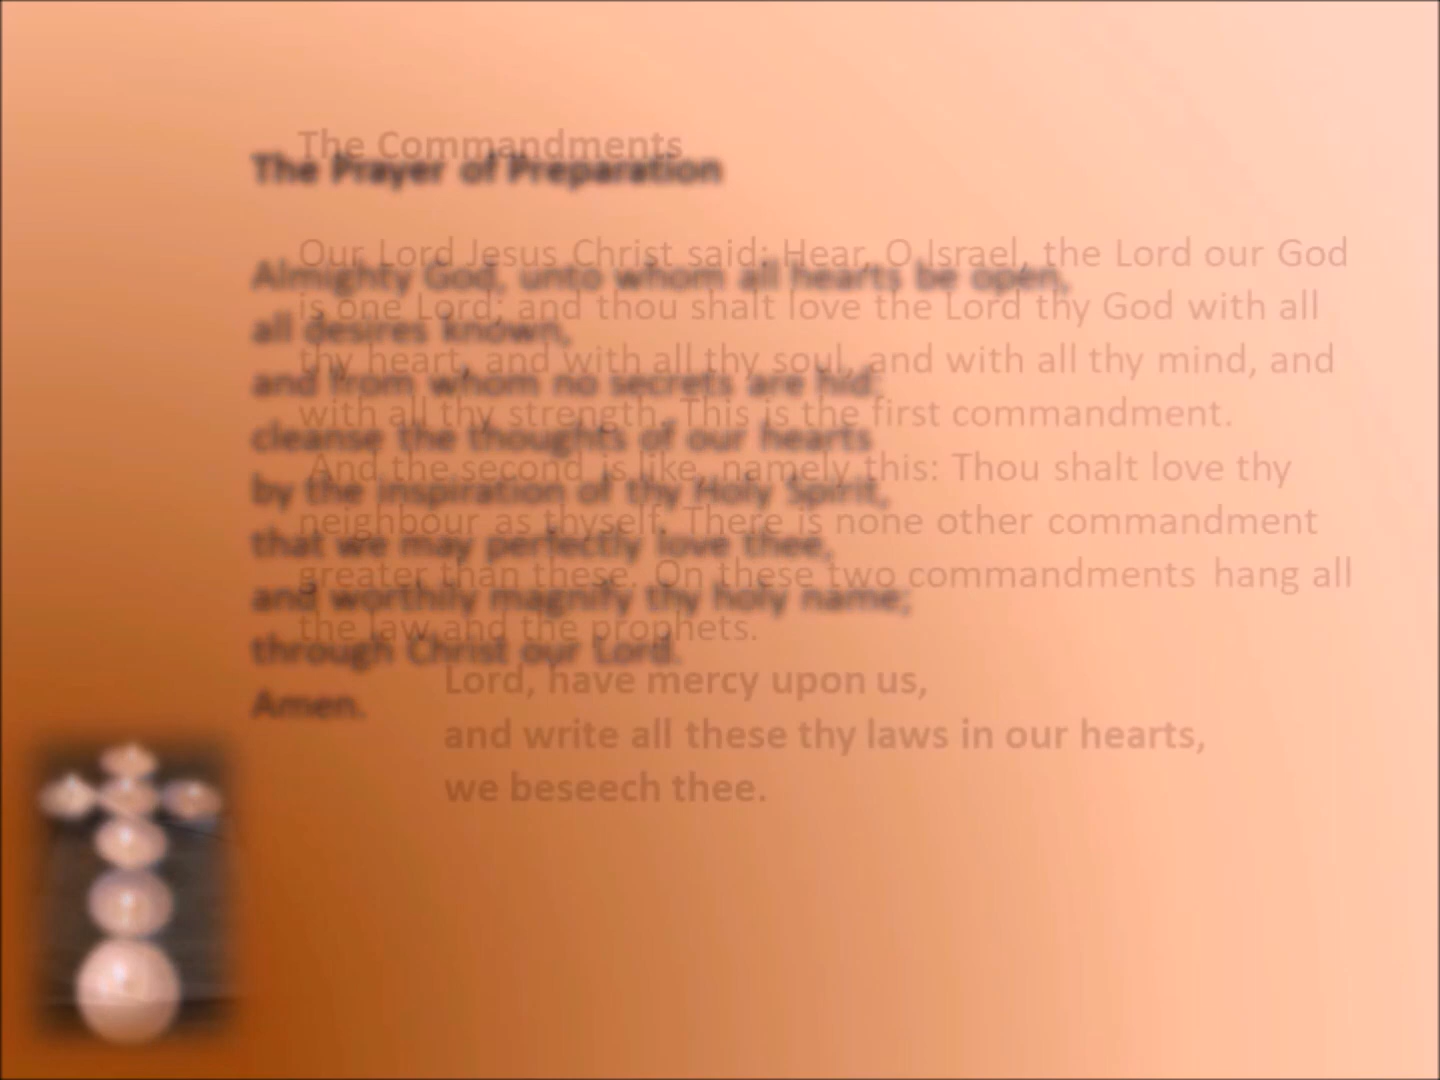 The Commandments
Our Lord Jesus Christ said: Hear, O Israel, the Lord our God
is one Lord; and thou shalt love the Lord thy God with all
thy heart, and with all thy soul, and with all thy mind, and
with all thy strength. This is the first commandment.
And the second is like, namely this: Thou shalt love thy
neighbour as thyself. There is none other commandment
greater than these. On these two commandments hang all
the law and the prophets.
Lord, have mercy upon us,
and write all these thy laws in our hearts,
we beseech thee.
The Prayer of Preparation
Almighty God, unto whom all hearts be open,
all desires known,
and from whom no secrets are hid:
cleanse the thoughts of our hearts
by the inspiration of thy Holy Spirit,
that we may perfectly love thee,
and worthily magnify thy holy name;
through Christ our Lord.
Amen.